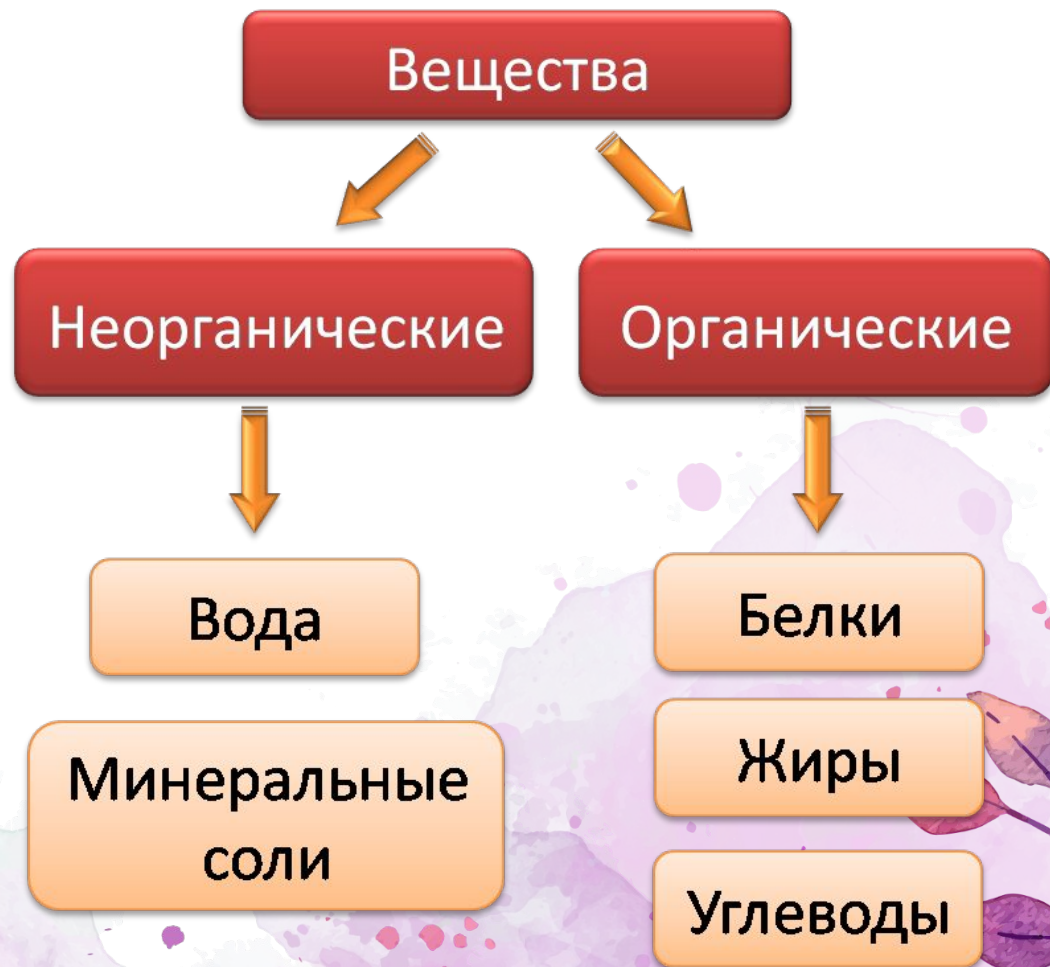 Вещества
Неорганические
Органические
Вода
Минеральные
соли
Белки
Жиры
Углеводы